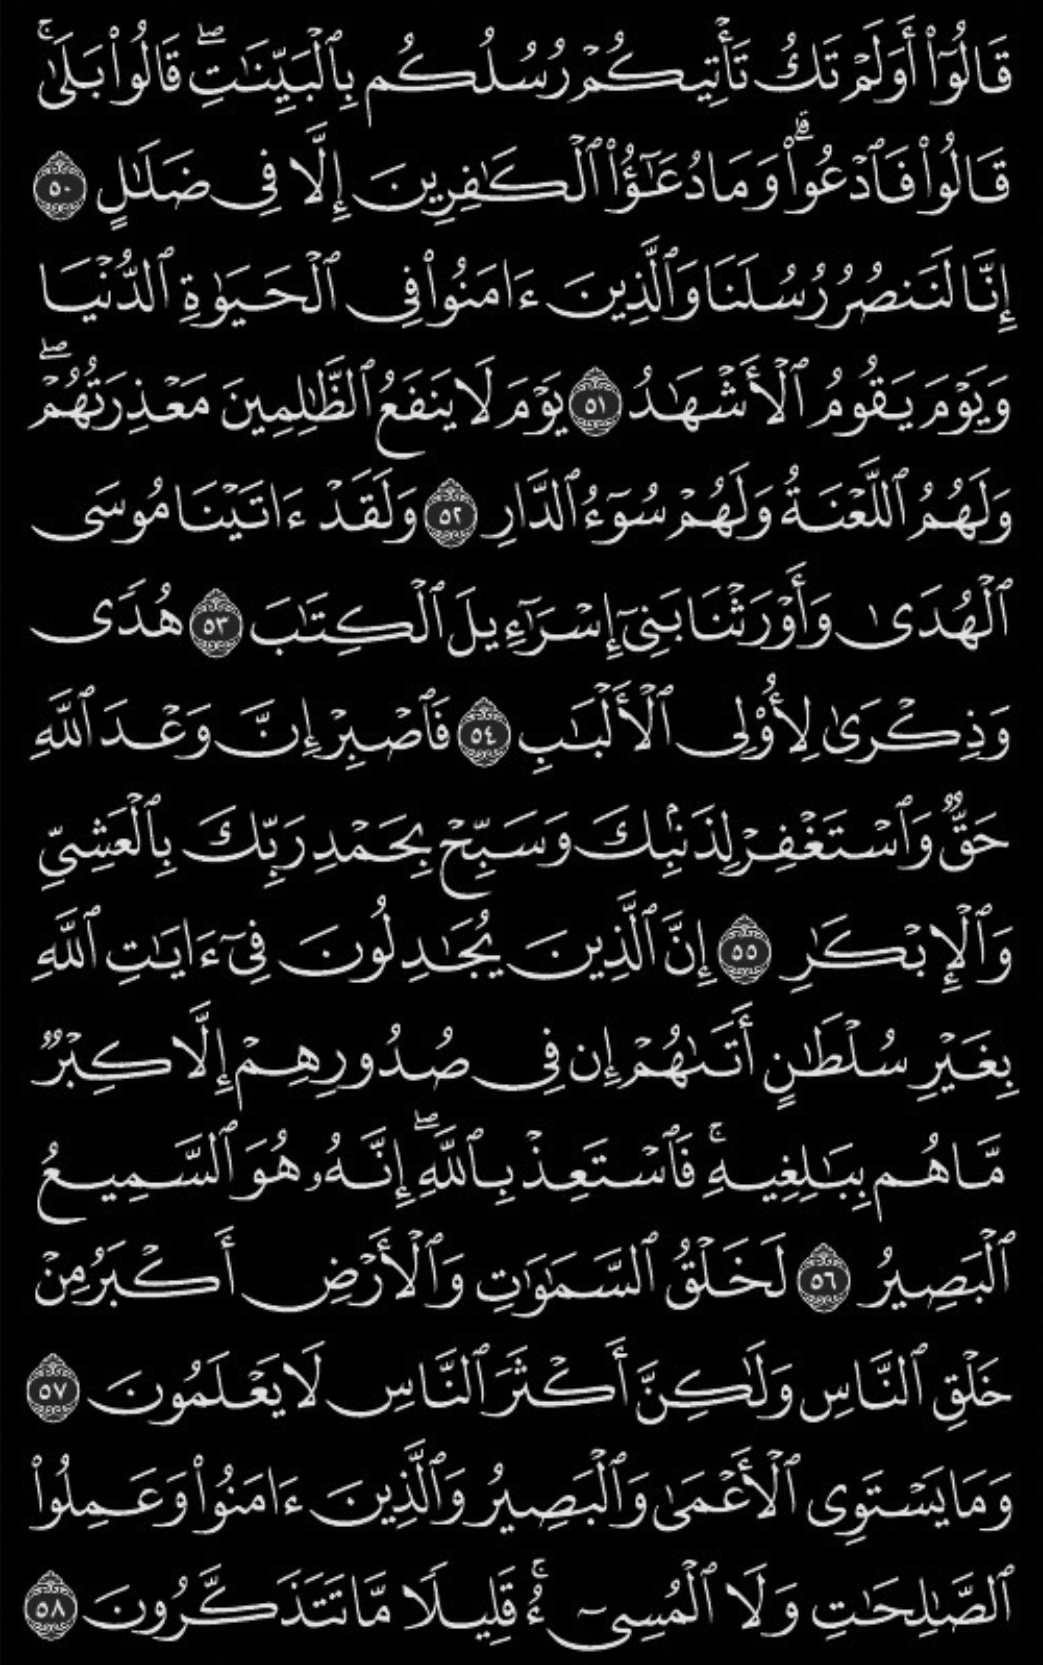 قَالُوٓاْ أَوَلَمۡ تَكُ تَأۡتِيكُمۡ رُسُلُكُم بِٱلۡبَيِّنَٰتِۖ قَالُواْ بَلَىٰۚ
قَالُواْ فَٱدۡعُواْۗ وَمَا دُعَٰٓؤُاْ ٱلۡكَٰفِرِينَ إِلَّا فِي ضَلَٰلٍ ٥٠
إِنَّا لَنَنصُرُ رُسُلَنَا وَٱلَّذِينَ ءَامَنُواْ فِي ٱلۡحَيَوٰةِ ٱلدُّنۡيَا
وَيَوۡمَ يَقُومُ ٱلۡأَشۡهَٰدُ ٥١ يَوۡمَ لَا يَنفَعُ ٱلظَّٰلِمِينَ مَعۡذِرَتُهُمۡۖ
وَلَهُمُ ٱللَّعۡنَةُ وَلَهُمۡ سُوٓءُ ٱلدَّارِ ٥٢ وَلَقَدۡ ءَاتَيۡنَا مُوسَى
ٱلۡهُدَىٰ وَأَوۡرَثۡنَا بَنِيٓ إِسۡرَٰٓءِيلَ ٱلۡكِتَٰبَ ٥٣ هُدٗى
وَذِكۡرَىٰ لِأُوْلِي ٱلۡأَلۡبَٰبِ ٥٤ فَٱصۡبِرۡ إِنَّ وَعۡدَ ٱللَّهِ
حَقّٞ وَٱسۡتَغۡفِرۡ لِذَنۢبِكَ وَسَبِّحۡ بِحَمۡدِ رَبِّكَ بِٱلۡعَشِيِّ
وَٱلۡإِبۡكَٰرِ ٥٥ إِنَّ ٱلَّذِينَ يُجَٰدِلُونَ فِيٓ ءَايَٰتِ ٱللَّهِ
بِغَيۡرِ سُلۡطَٰنٍ أَتَىٰهُمۡ إِن فِي صُدُورِهِمۡ إِلَّا كِبۡرٞ
مَّا هُم بِبَٰلِغِيهِۚ فَٱسۡتَعِذۡ بِٱللَّهِۖ إِنَّهُۥ هُوَ ٱلسَّمِيعُ
ٱلۡبَصِيرُ ٥٦ لَخَلۡقُ ٱلسَّمَٰوَٰتِ وَٱلۡأَرۡضِ أَكۡبَرُ مِنۡ
خَلۡقِ ٱلنَّاسِ وَلَٰكِنَّ أَكۡثَرَ ٱلنَّاسِ لَا يَعۡلَمُونَ ٥٧
وَمَا يَسۡتَوِي ٱلۡأَعۡمَىٰ وَٱلۡبَصِيرُ وَٱلَّذِينَ ءَامَنُواْ وَعَمِلُواْ
ٱلصَّٰلِحَٰتِ وَلَا ٱلۡمُسِيٓءُۚ قَلِيلٗا مَّا تَتَذَكَّرُونَ ٥٨